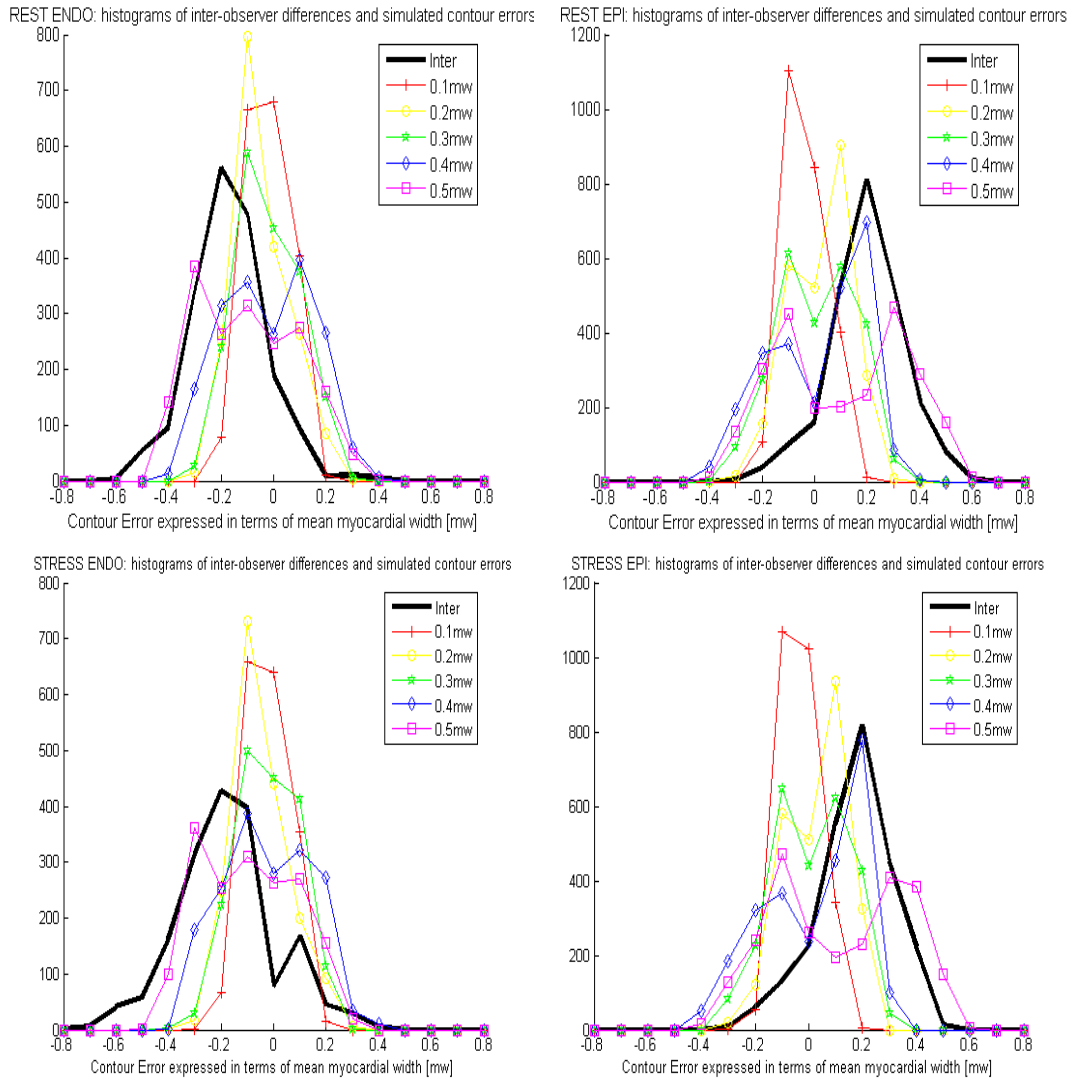 REST ENDO: histograms of inter-observer differences and simulated contour errors
800
700
600
500
400
300
200
100
0
-0.8 -0.6 -0.4 -0.2 0 0.2 0.4 0.6 0.8
Contour Error expressed in terms of mean myocardial width [mw]
Inter
0.1mw
0.2mw
0.3mw
0.4mw
0.5mw
REST EPI: histograms of inter-observer differences and simulated contour errors
1200
1000
800
600
400
200
0
-0.8 -0.6 -0.4 -0.2 0 0.2 0.4 0.6 0.8
Contour Error expressed in terms of mean myocardial width [mw]
Inter
0.1mw
0.2mw
0.3mw
0.4mw
0.5mw
STRESS ENDO: histograms of inter-observer differences and simulated contour errors
800
700
600
500
400
300
200
100
0
-0.8 -0.6 -0.4 -0.2 0 0.2 0.4 0.6 0.8
Contour Error expressed in terms of mean myocardial width [mw]
Inter
0.1mw
0.2mw
0.3mw
0.4mw
0.5mw
STRESS EPI: histograms of inter-observer differences and simulated contour errors
1200
1000
800
600
400
200
0
-0.8 -0.6 -0.4 -0.2 0 0.2 0.4 0.6 0.8
Contour Error expressed in terms of mean myocardial width [mw]
Inter
0.1mw
0.2mw
0.3mw
0.4mw
0.5mw